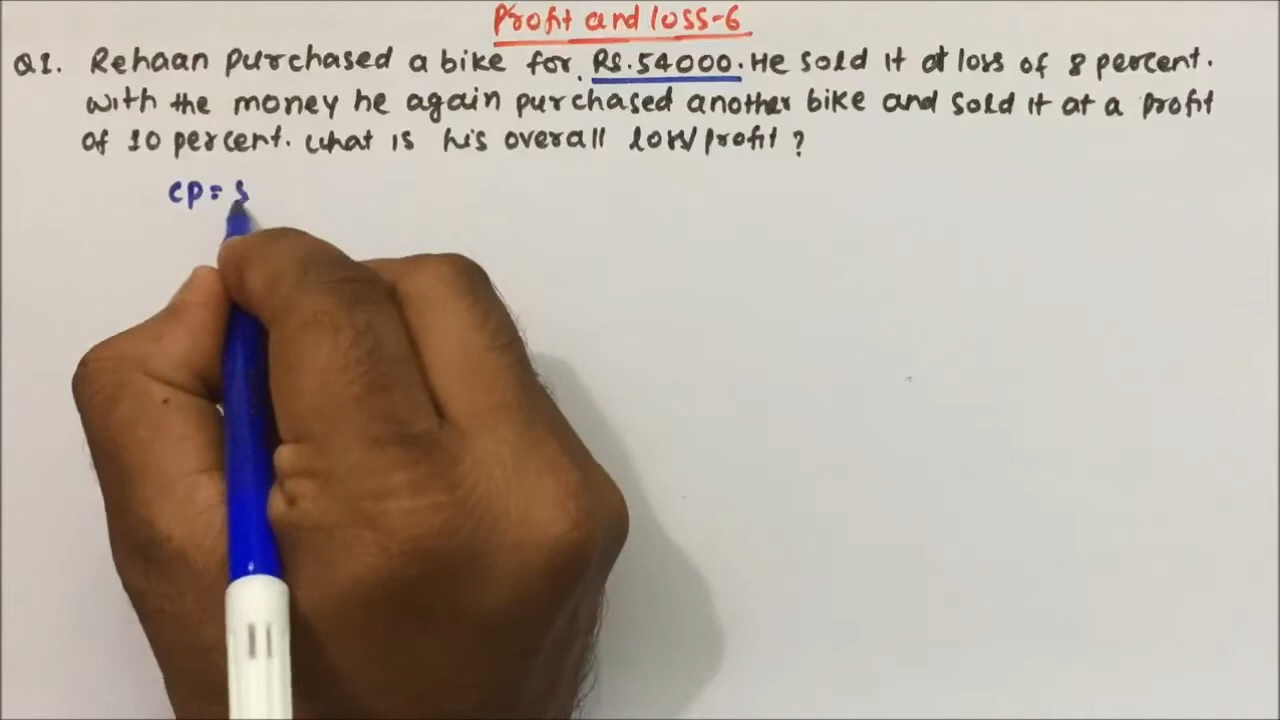 Profit and loss-6
Q1. Rehaan purchased a bike for Rs.54000. He sold it at loss of 8 percent.
With the money he again purchased another bike and sold it at a profit
of 10 percent. What is his overall loss/profit?
CP = 5